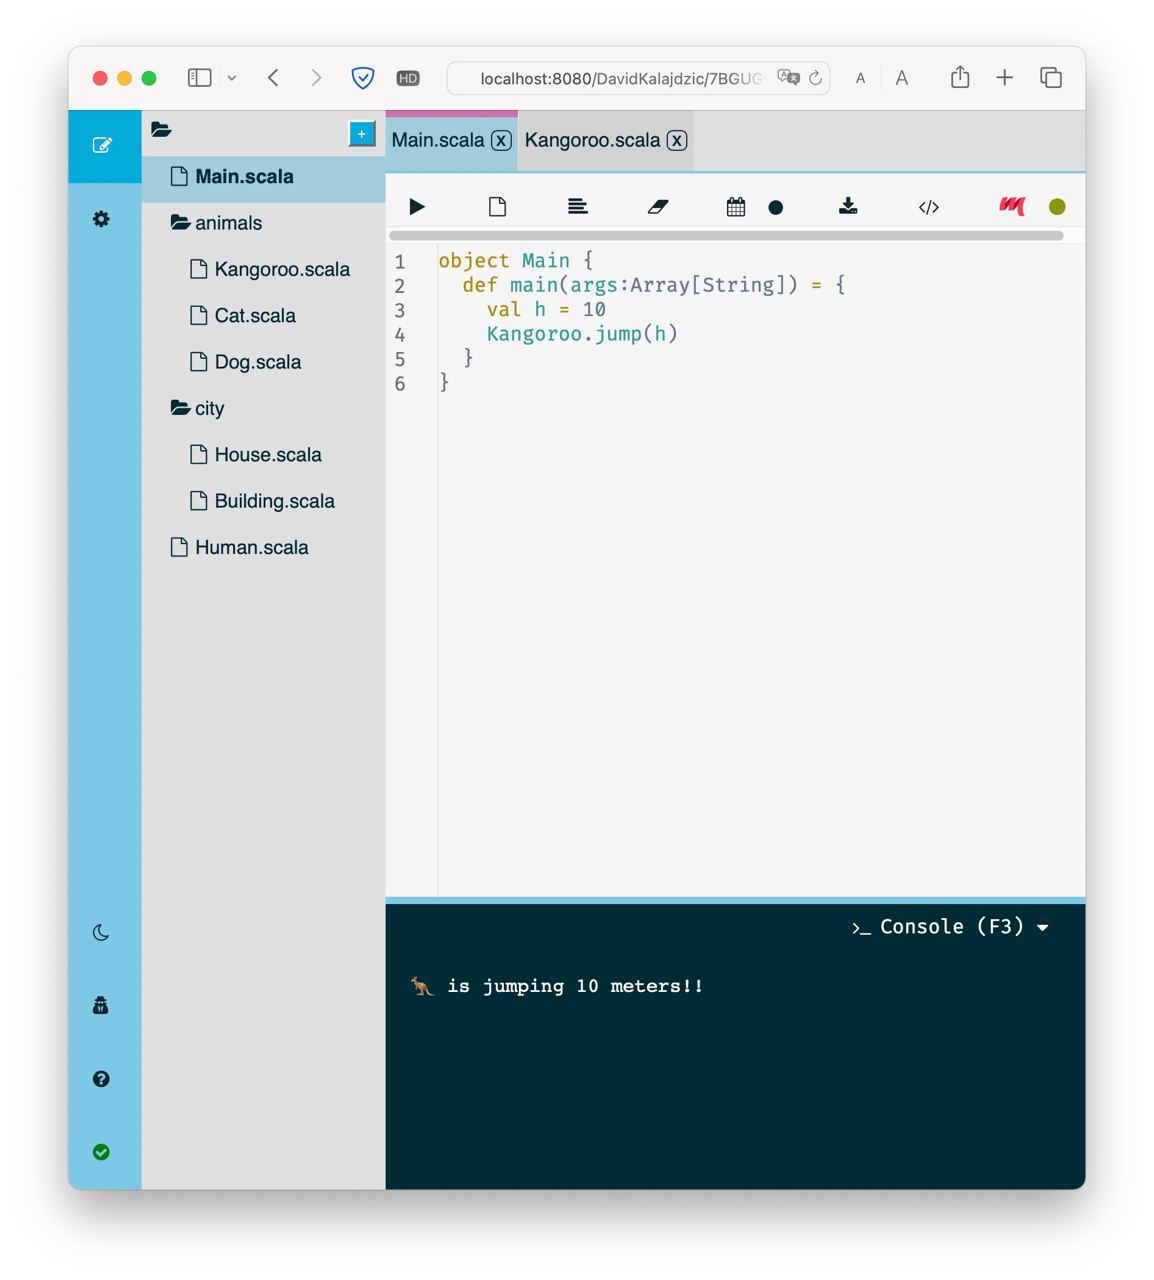 HD
localhost:8080/DavidKalajdzic/7BGUG
A
A
Main.scala
Kangoroo.scala
Main.scala
animals
Kangoroo.scala
Cat.scala
Dog.scala
city
House.scala
Building.scala
Human.scala
1 object Main {
2 def main(args:Array[String]) = {
3 val h = 10
4 Kangoroo.jump(h)
5 }
6 }
>_ Console (F3)
🦘 is jumping 10 meters!!